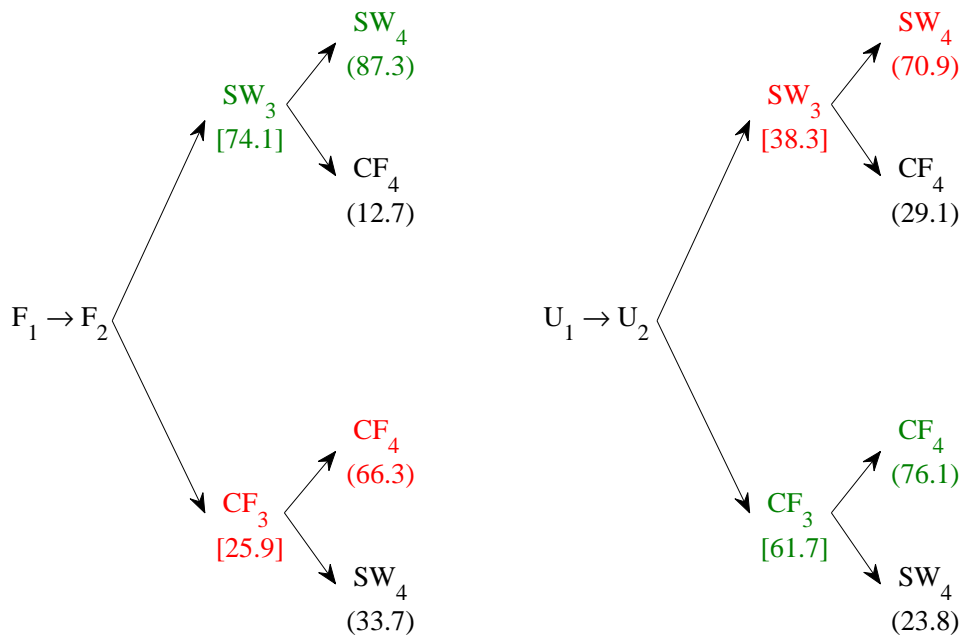 F₁ → F₂
SW₃
[74.1]
SW₄
(87.3)
CF₄
(12.7)
CF₃
[25.9]
CF₄
(66.3)
SW₄
(33.7)
U₁ → U₂
SW₃
[38.3]
SW₄
(70.9)
CF₄
(29.1)
CF₃
[61.7]
CF₄
(76.1)
SW₄
(23.8)